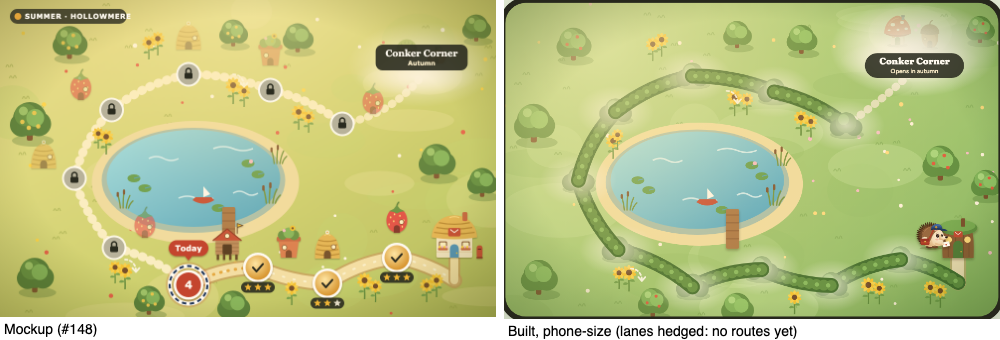 SUMMER · HOLLOWMERE
Conker Corner
Autumn
Today
4
Mockup (#148)
Conker Corner
Opens in autumn
Built, phone-size (lanes hedged: no routes yet)